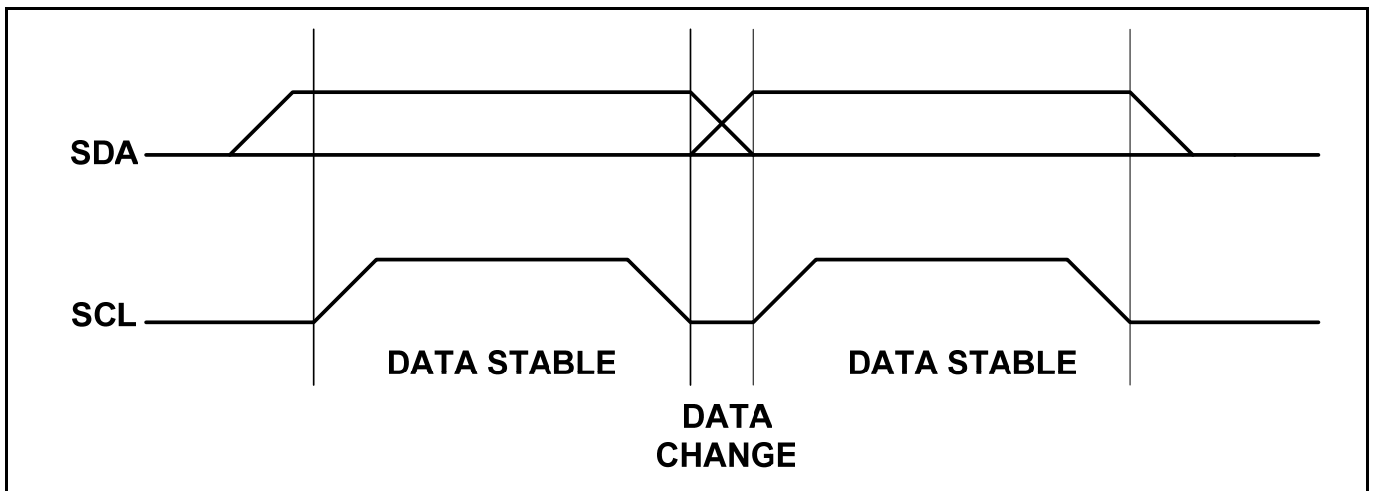 SDA
SCL
DATA STABLE
DATA STABLE
DATA
CHANGE